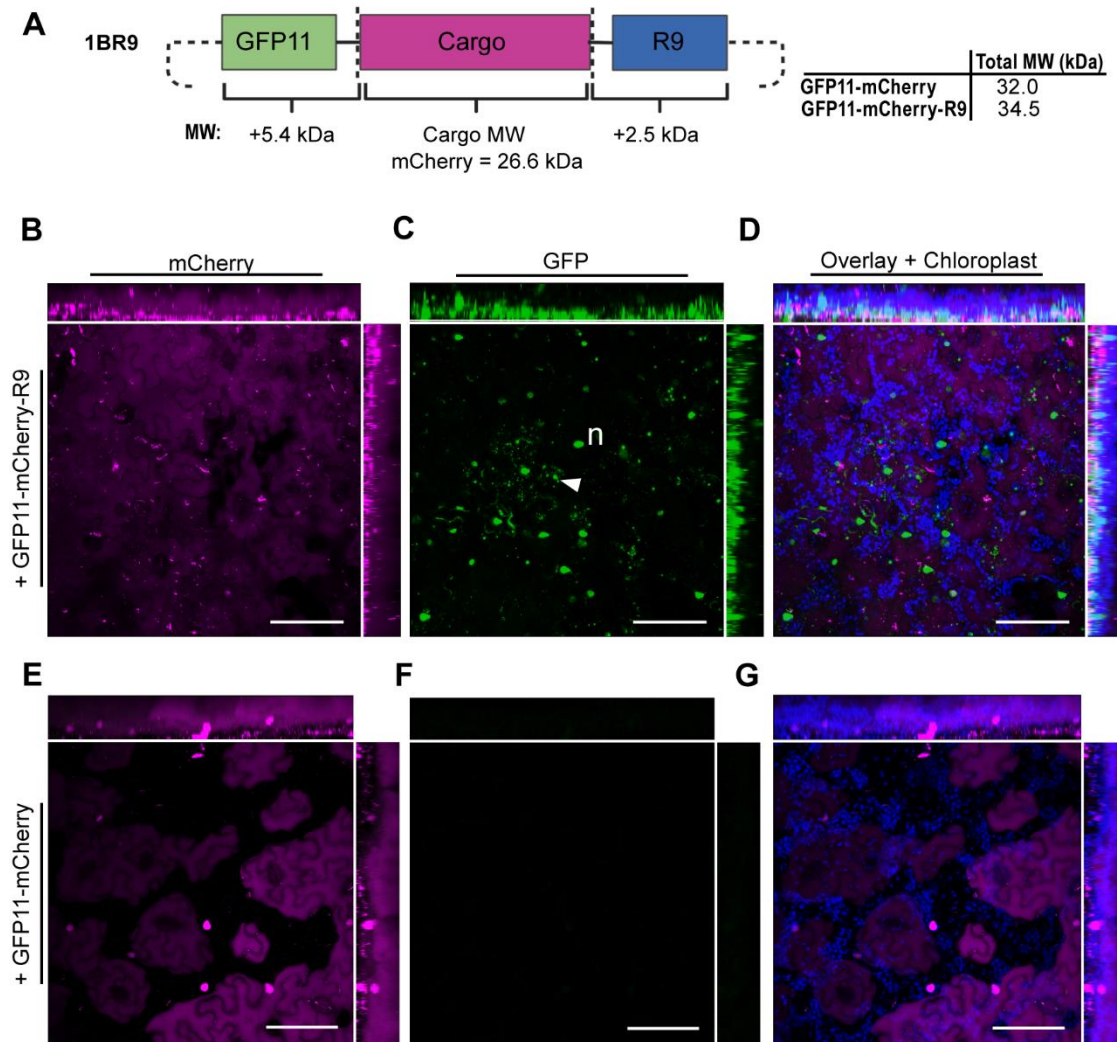 A
1BR9
GFP11
Cargo
R9
MW:
+5.4 kDa
Cargo MW
mCherry = 26.6 kDa
+2.5 kDa
Total MW (kDa)
GFP11-mCherry 32.0
GFP11-mCherry-R9 34.5
B
mCherry
C
GFP
D
Overlay + Chloroplast
+ GFP11-mCherry-R9
n
E
F
G
+ GFP11-mCherry